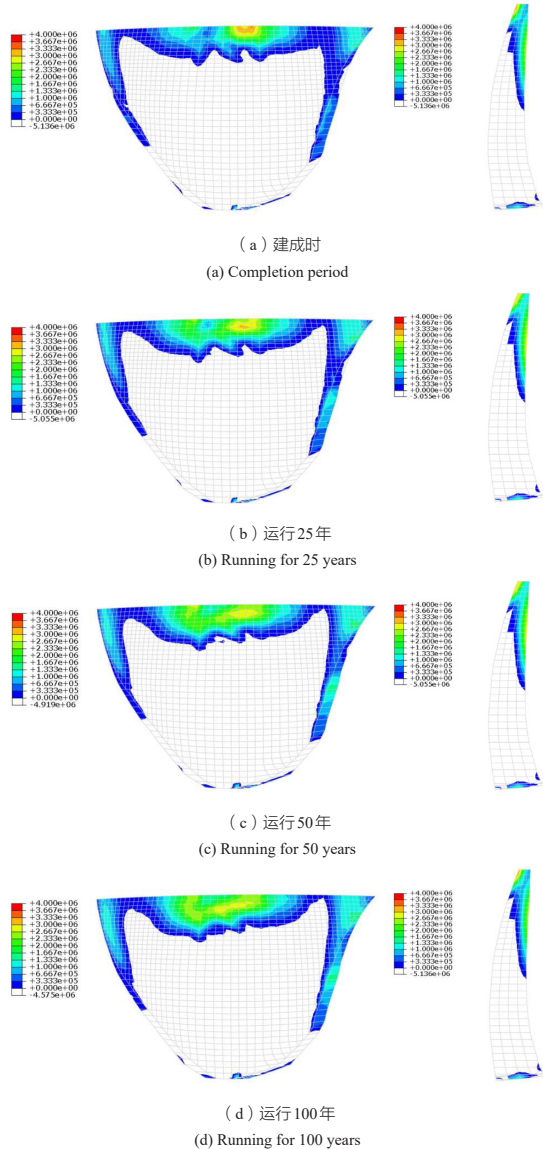 +4.000e+06
+3.667e+06
+3.333e+06
+3.000e+06
+2.667e+06
+2.333e+06
+2.000e+06
+1.667e+06
+1.333e+06
+1.000e+06
+6.667e+05
+3.333e+05
+0.000e+00
-5.136e+06
+4.000e+06
+3.667e+06
+3.333e+06
+3.000e+06
+2.667e+06
+2.333e+06
+2.000e+06
+1.667e+06
+1.333e+06
+1.000e+06
+6.667e+05
+3.333e+05
+0.000e+00
-5.136e+06
(a)建成时
(a) Completion period
+4.000e+06
+3.667e+06
+3.333e+06
+3.000e+06
+2.667e+06
+2.333e+06
+2.000e+06
+1.667e+06
+1.333e+06
+1.000e+06
+6.667e+05
+3.333e+05
+0.000e+00
-5.055e+06
+4.000e+06
+3.667e+06
+3.333e+06
+3.000e+06
+2.667e+06
+2.333e+06
+2.000e+06
+1.667e+06
+1.333e+06
+1.000e+06
+6.667e+05
+3.333e+05
+0.000e+00
-5.055e+06
(b)运行25年
(b) Running for 25 years
+4.000e+06
+3.667e+06
+3.333e+06
+3.000e+06
+2.667e+06
+2.333e+06
+2.000e+06
+1.667e+06
+1.333e+06
+1.000e+06
+6.667e+05
+3.333e+05
+0.000e+00
-4.919e+06
+4.000e+06
+3.667e+06
+3.333e+06
+3.000e+06
+2.667e+06
+2.333e+06
+2.000e+06
+1.667e+06
+1.333e+06
+1.000e+06
+6.667e+05
+3.333e+05
+0.000e+00
-5.055e+06
(c)运行50年
(c) Running for 50 years
+4.000e+06
+3.667e+06
+3.333e+06
+3.000e+06
+2.667e+06
+2.333e+06
+2.000e+06
+1.667e+06
+1.333e+06
+1.000e+06
+6.667e+05
+3.333e+05
+0.000e+00
-4.575e+06
+4.000e+06
+3.667e+06
+3.333e+06
+3.000e+06
+2.667e+06
+2.333e+06
+2.000e+06
+1.667e+06
+1.333e+06
+1.000e+06
+6.667e+05
+3.333e+05
+0.000e+00
-5.136e+06
(d)运行100年
(d) Running for 100 years